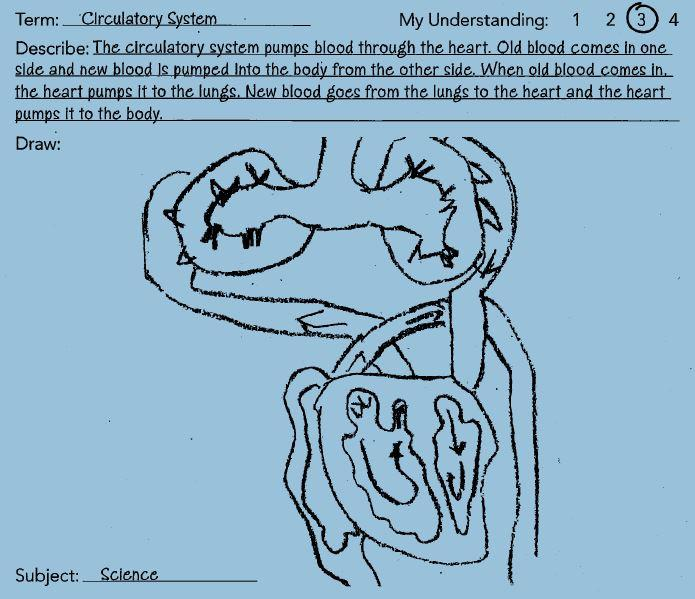 Term: Circulatory System
My Understanding: 1 2 3 4
Describe: The circulatory system pumps blood through the heart. Old blood comes in one
side and new blood is pumped into the body from the other side. When old blood comes in,
the heart pumps it to the lungs. New blood goes from the lungs to the heart and the heart
pumps it to the body.
Draw:
Subject: Science